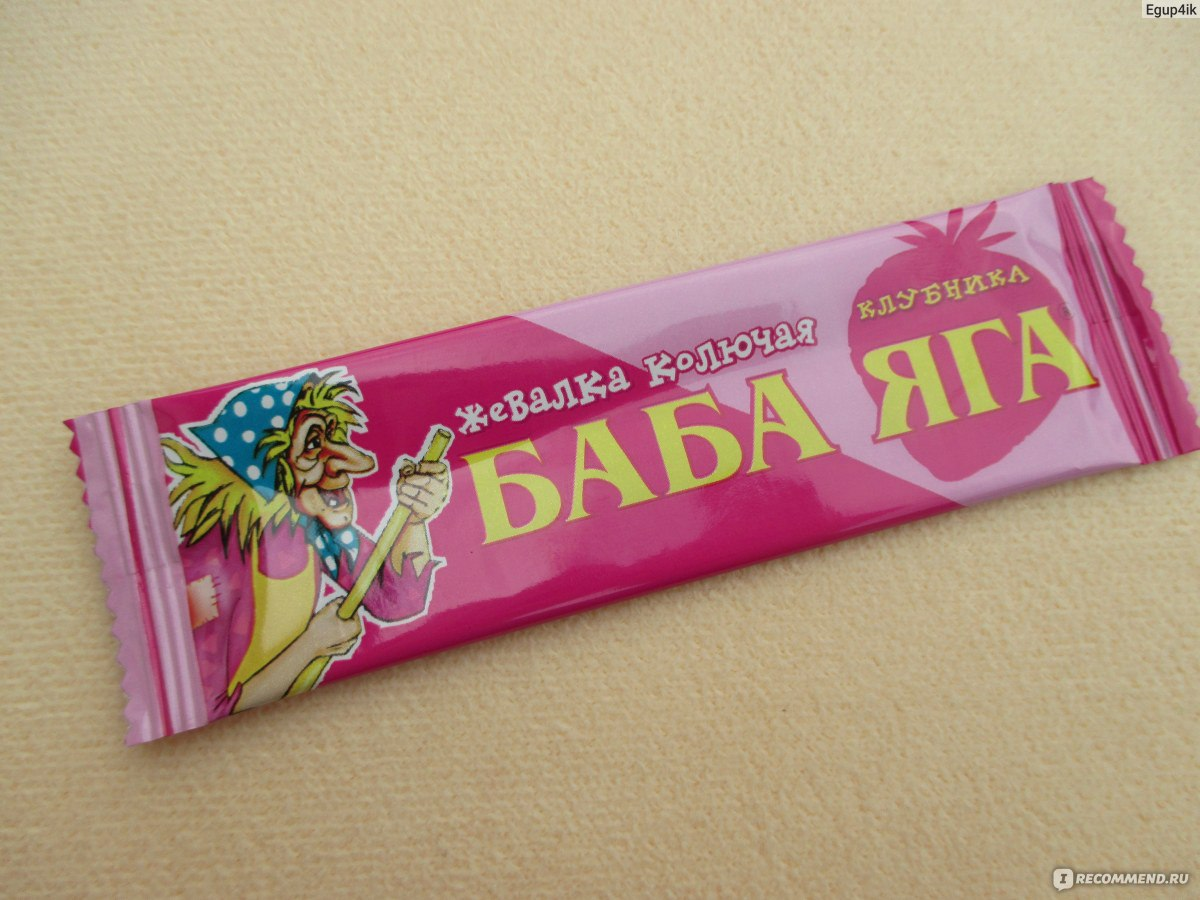 Egup4ik
Жевалка колючая
КЛУБНИКА
БАБА ЯГА
I RECOMMEND.RU